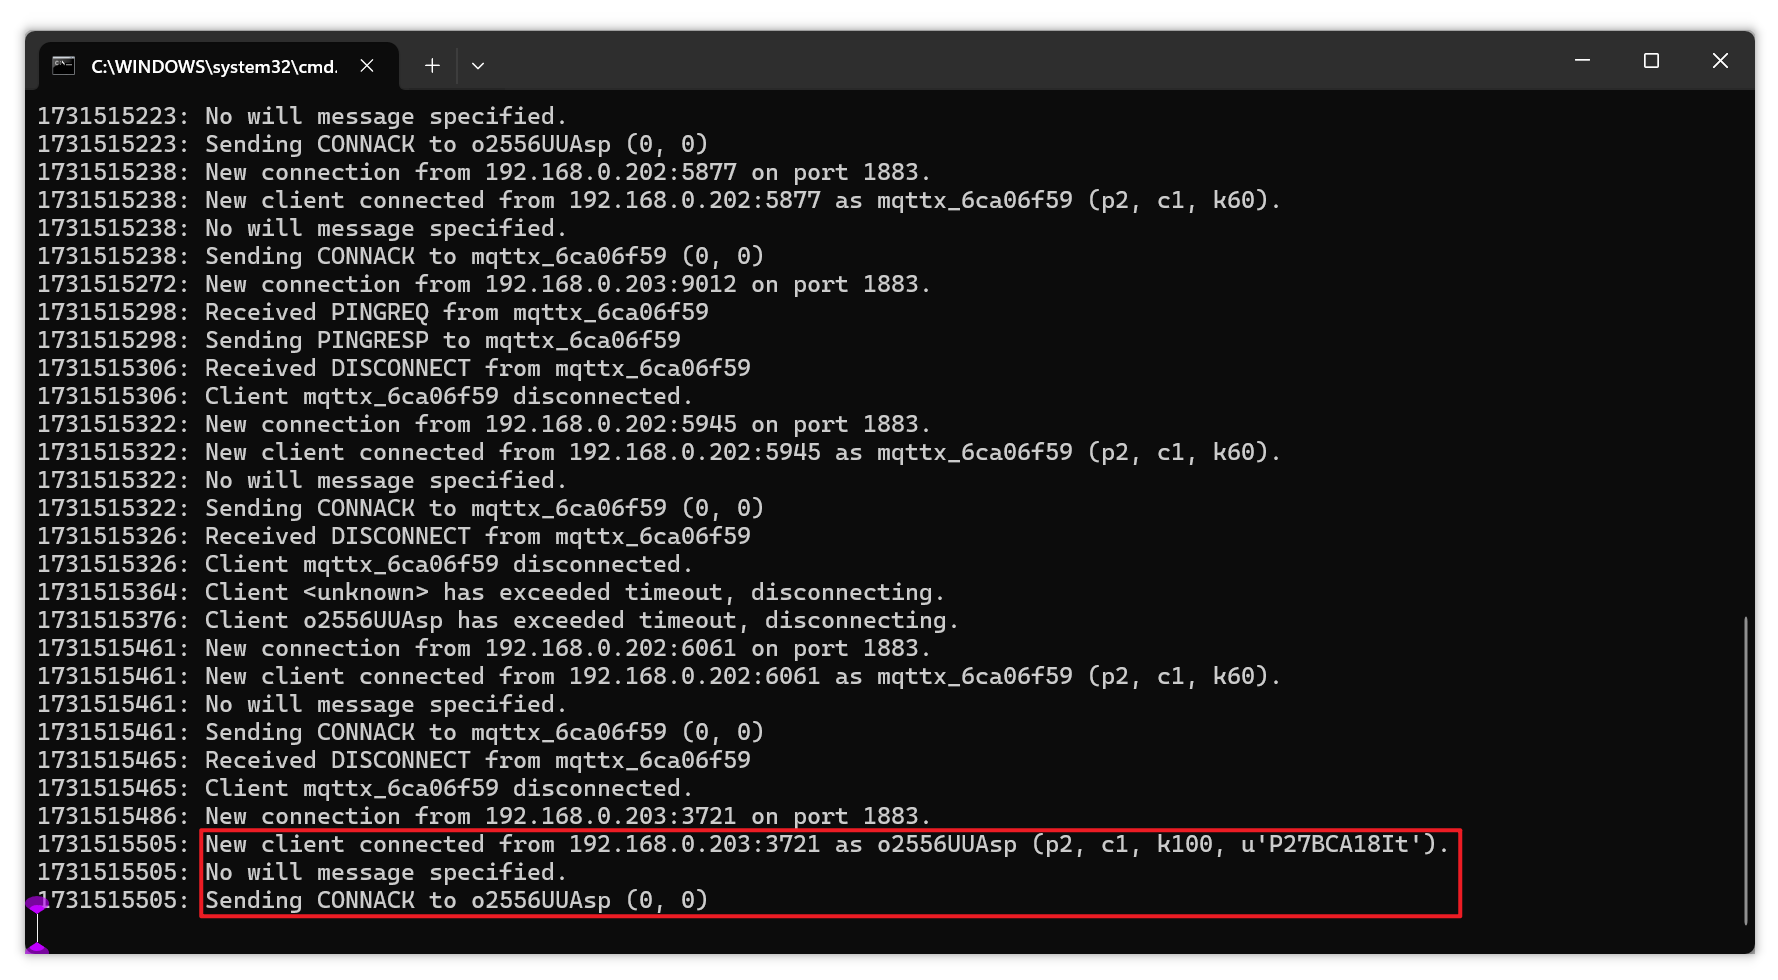 C:\WINDOWS\system32\cmd.
1731515223: No will message specified.
1731515223: Sending CONNACK to o2556UUAsp (0, 0)
1731515238: New connection from 192.168.0.202:5877 on port 1883.
1731515238: New client connected from 192.168.0.202:5877 as mqttx_6ca06f59 (p2, c1, k60).
1731515238: No will message specified.
1731515238: Sending CONNACK to mqttx_6ca06f59 (0, 0)
1731515272: New connection from 192.168.0.203:9012 on port 1883.
1731515298: Received PINGREQ from mqttx_6ca06f59
1731515298: Sending PINGRESP to mqttx_6ca06f59
1731515306: Received DISCONNECT from mqttx_6ca06f59
1731515306: Client mqttx_6ca06f59 disconnected.
1731515322: New connection from 192.168.0.202:5945 on port 1883.
1731515322: New client connected from 192.168.0.202:5945 as mqttx_6ca06f59 (p2, c1, k60).
1731515322: No will message specified.
1731515322: Sending CONNACK to mqttx_6ca06f59 (0, 0)
1731515326: Received DISCONNECT from mqttx_6ca06f59
1731515326: Client mqttx_6ca06f59 disconnected.
1731515364: Client <unknown> has exceeded timeout, disconnecting.
1731515376: Client o2556UUAsp has exceeded timeout, disconnecting.
1731515461: New connection from 192.168.0.202:6061 on port 1883.
1731515461: New client connected from 192.168.0.202:6061 as mqttx_6ca06f59 (p2, c1, k60).
1731515461: No will message specified.
1731515461: Sending CONNACK to mqttx_6ca06f59 (0, 0)
1731515465: Received DISCONNECT from mqttx_6ca06f59
1731515465: Client mqttx_6ca06f59 disconnected.
1731515486: New connection from 192.168.0.203:3721 on port 1883.
1731515505: New client connected from 192.168.0.203:3721 as o2556UUAsp (p2, c1, k100, u'P27BCA18It').
1731515505: No will message specified.
1731515505: Sending CONNACK to o2556UUAsp (0, 0)